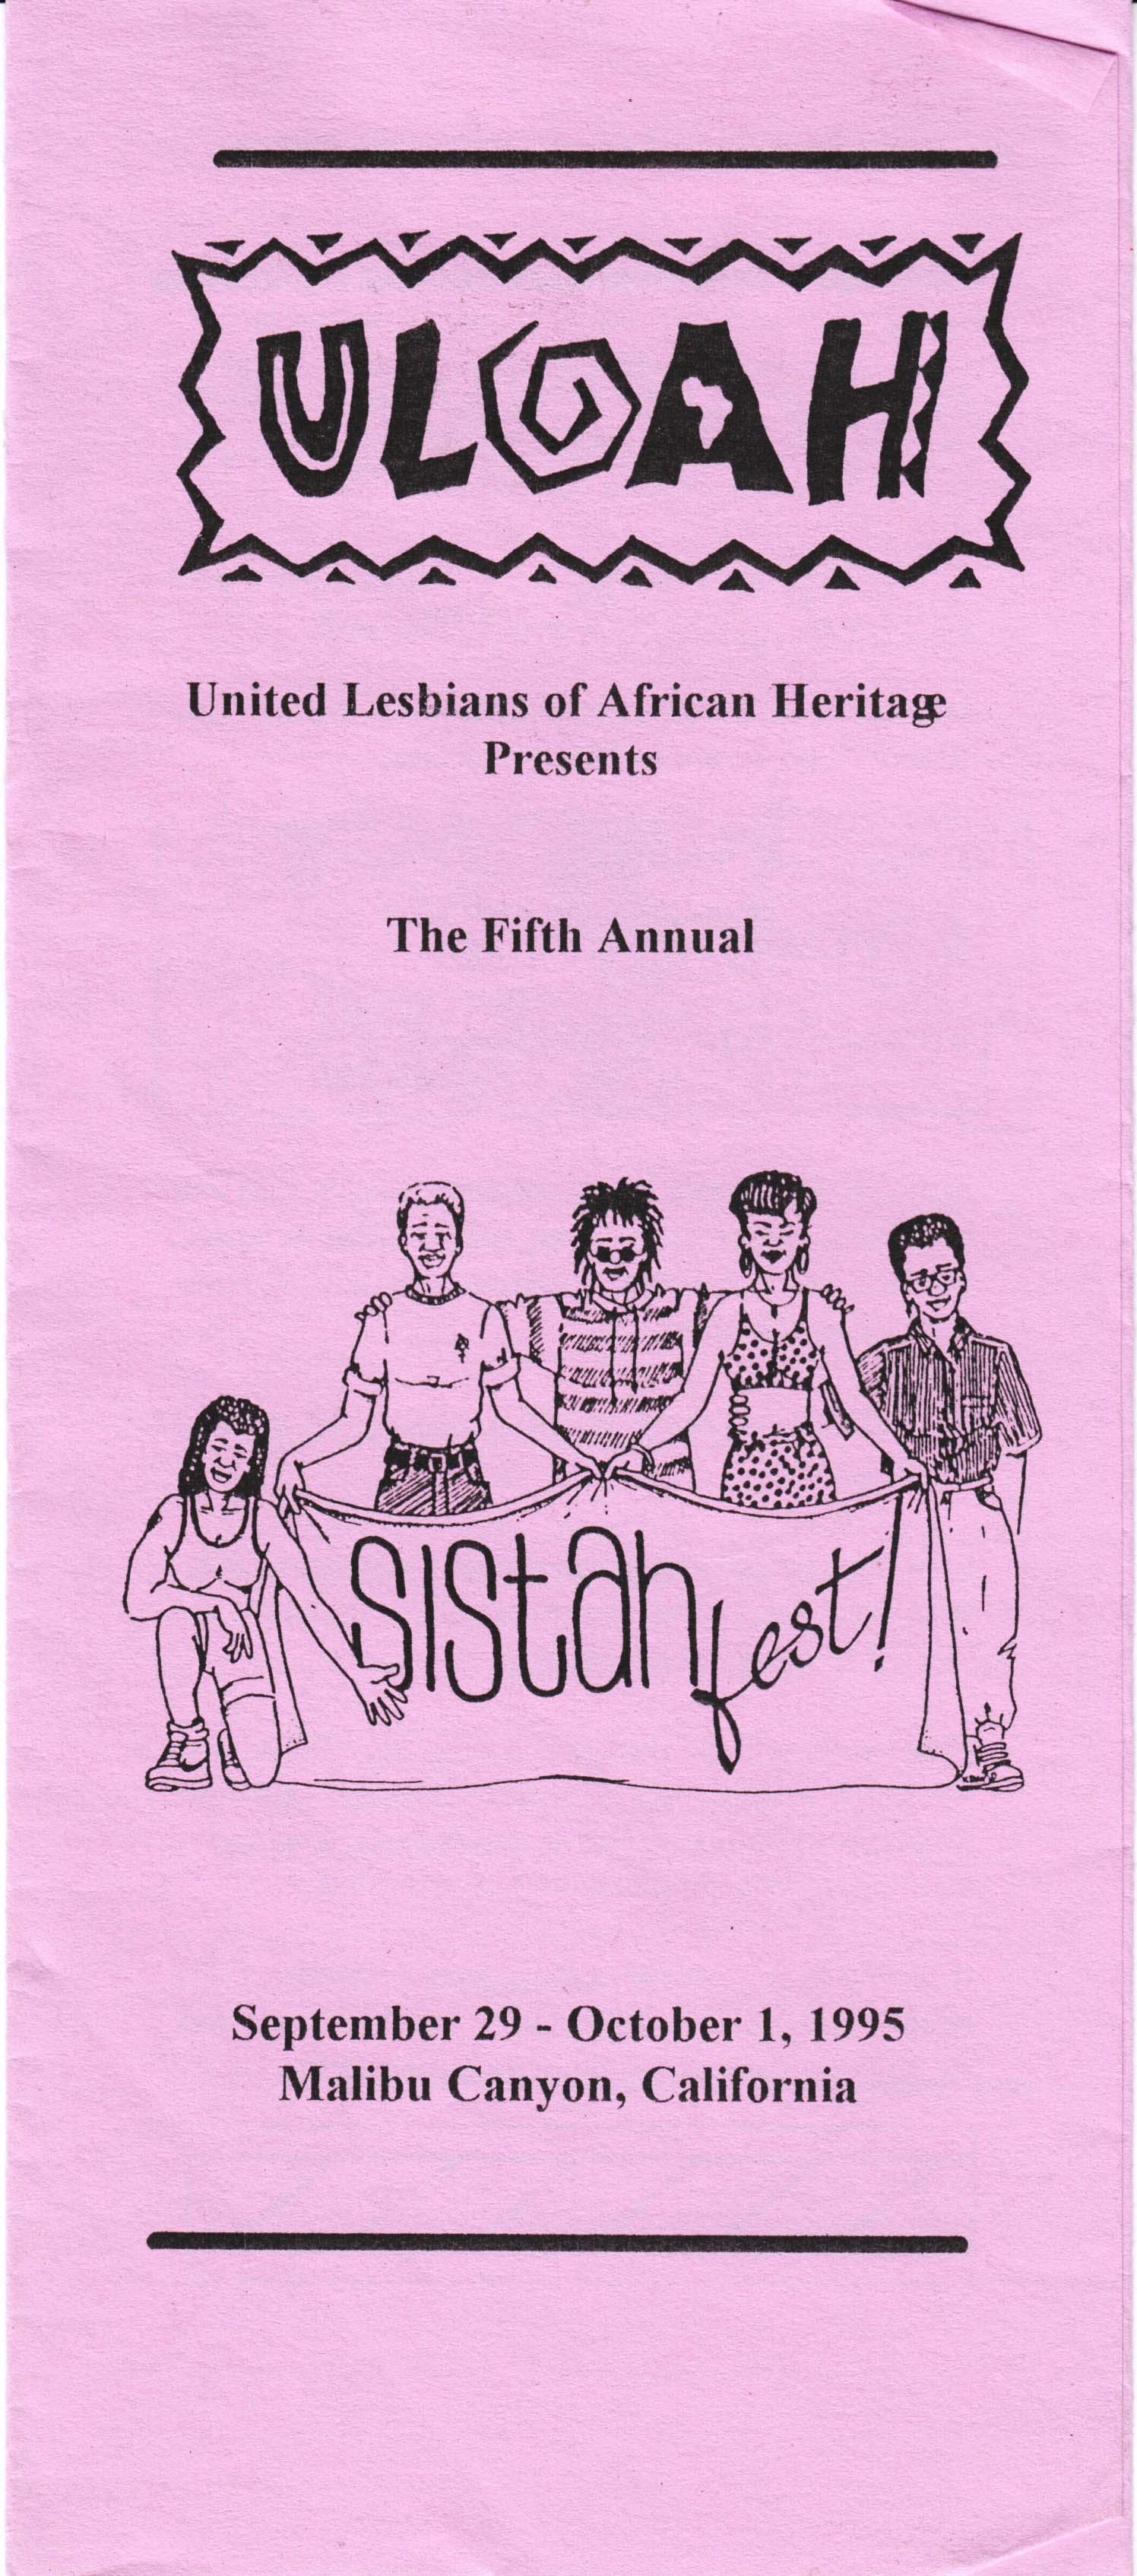 ULOAH
United Lesbians of African Heritage
Presents
The Fifth Annual
sistah fest!
September 29 - October 1, 1995
Malibu Canyon, California